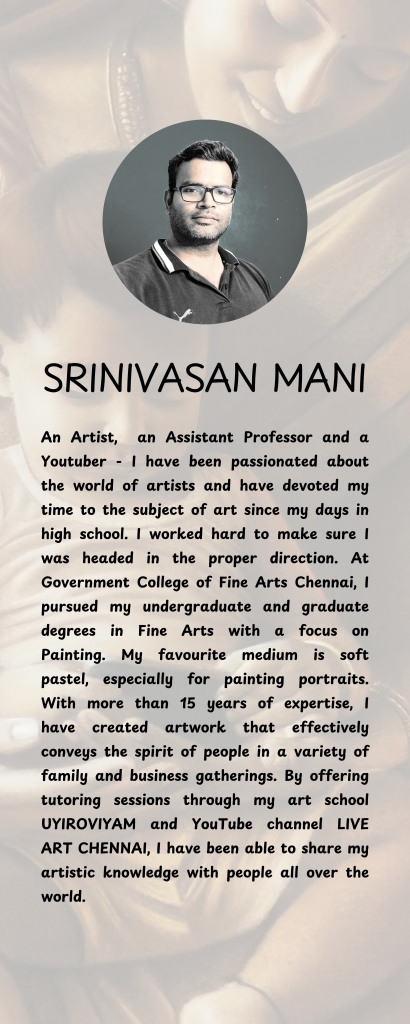 SRINIVASAN MANI
An Artist, an Assistant Professor and a
Youtuber - I have been passionated about
the world of artists and have devoted my
time to the subject of art since my days in
high school. I worked hard to make sure I
was headed in the proper direction. At
Government College of Fine Arts Chennai, I
pursued my undergraduate and graduate
degrees in Fine Arts with a focus on
Painting. My favourite medium is soft
pastel, especially for painting portraits.
With more than 15 years of expertise, I
have created artwork that effectively
conveys the spirit of people in a variety of
family and business gatherings. By offering
tutoring sessions through my art school
UYIROVIYAM and YouTube channel LIVE
ART CHENNAI, I have been able to share my
artistic knowledge with people all over the
world.